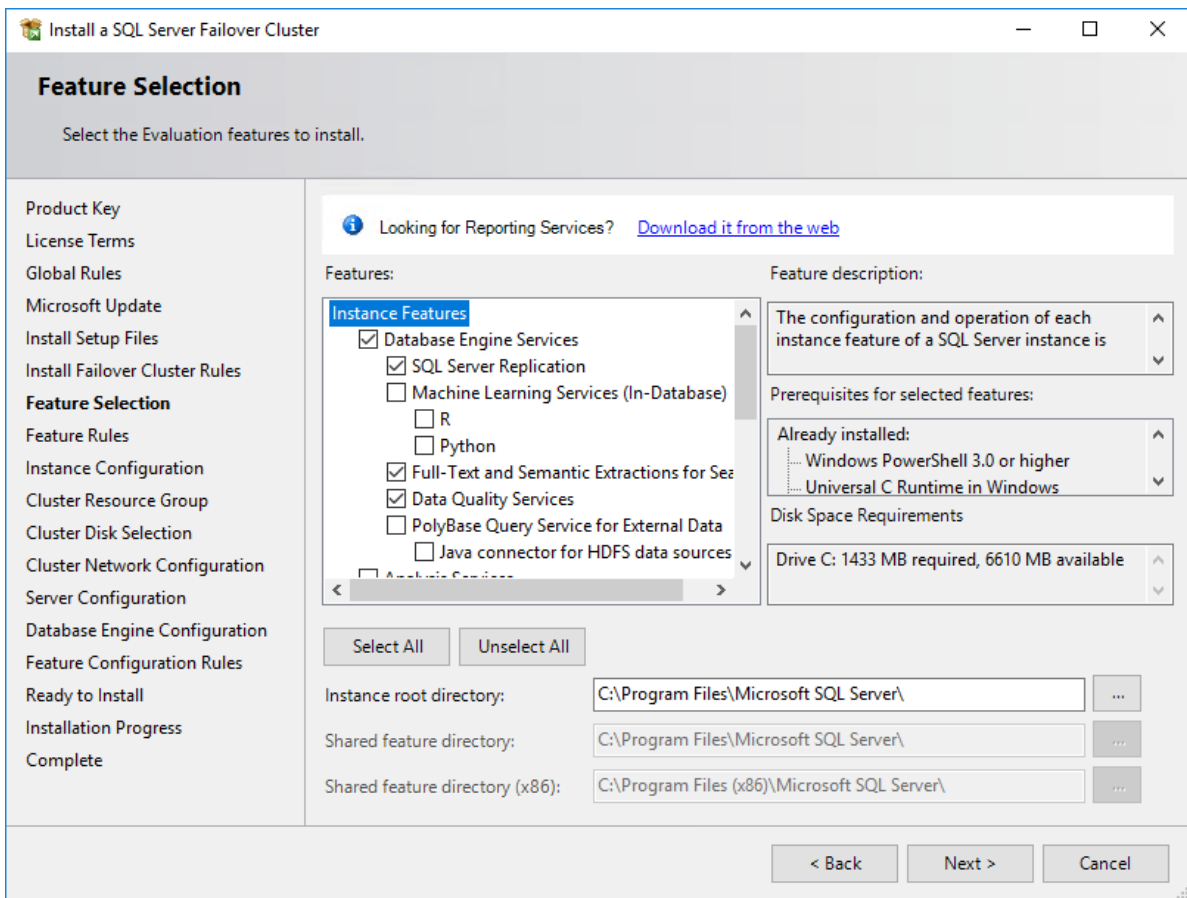 Install a SQL Server Failover Cluster
Feature Selection
Select the Evaluation features to install.
Product Key
License Terms
Global Rules
Microsoft Update
Install Setup Files
Install Failover Cluster Rules
Feature Selection
Feature Rules
Instance Configuration
Cluster Resource Group
Cluster Disk Selection
Cluster Network Configuration
Server Configuration
Database Engine Configuration
Feature Configuration Rules
Ready to Install
Installation Progress
Complete
Looking for Reporting Services? Download it from the web
Features:
Instance Features
Database Engine Services
SQL Server Replication
Machine Learning Services (In-Database)
R
Python
Full-Text and Semantic Extractions for Sea
Data Quality Services
PolyBase Query Service for External Data
Java connector for HDFS data sources
Analysis Services
Feature description:
The configuration and operation of each
instance feature of a SQL Server instance is
Prerequisites for selected features:
Already installed:
Windows PowerShell 3.0 or higher
Universal C Runtime in Windows
Disk Space Requirements
Drive C: 1433 MB required, 6610 MB available
Select All
Unselect All
Instance root directory: C:\Program Files\Microsoft SQL Server\ ...
Shared feature directory: C:\Program Files\Microsoft SQL Server\ ...
Shared feature directory (x86): C:\Program Files (x86)\Microsoft SQL Server\ ...
< Back
Next >
Cancel